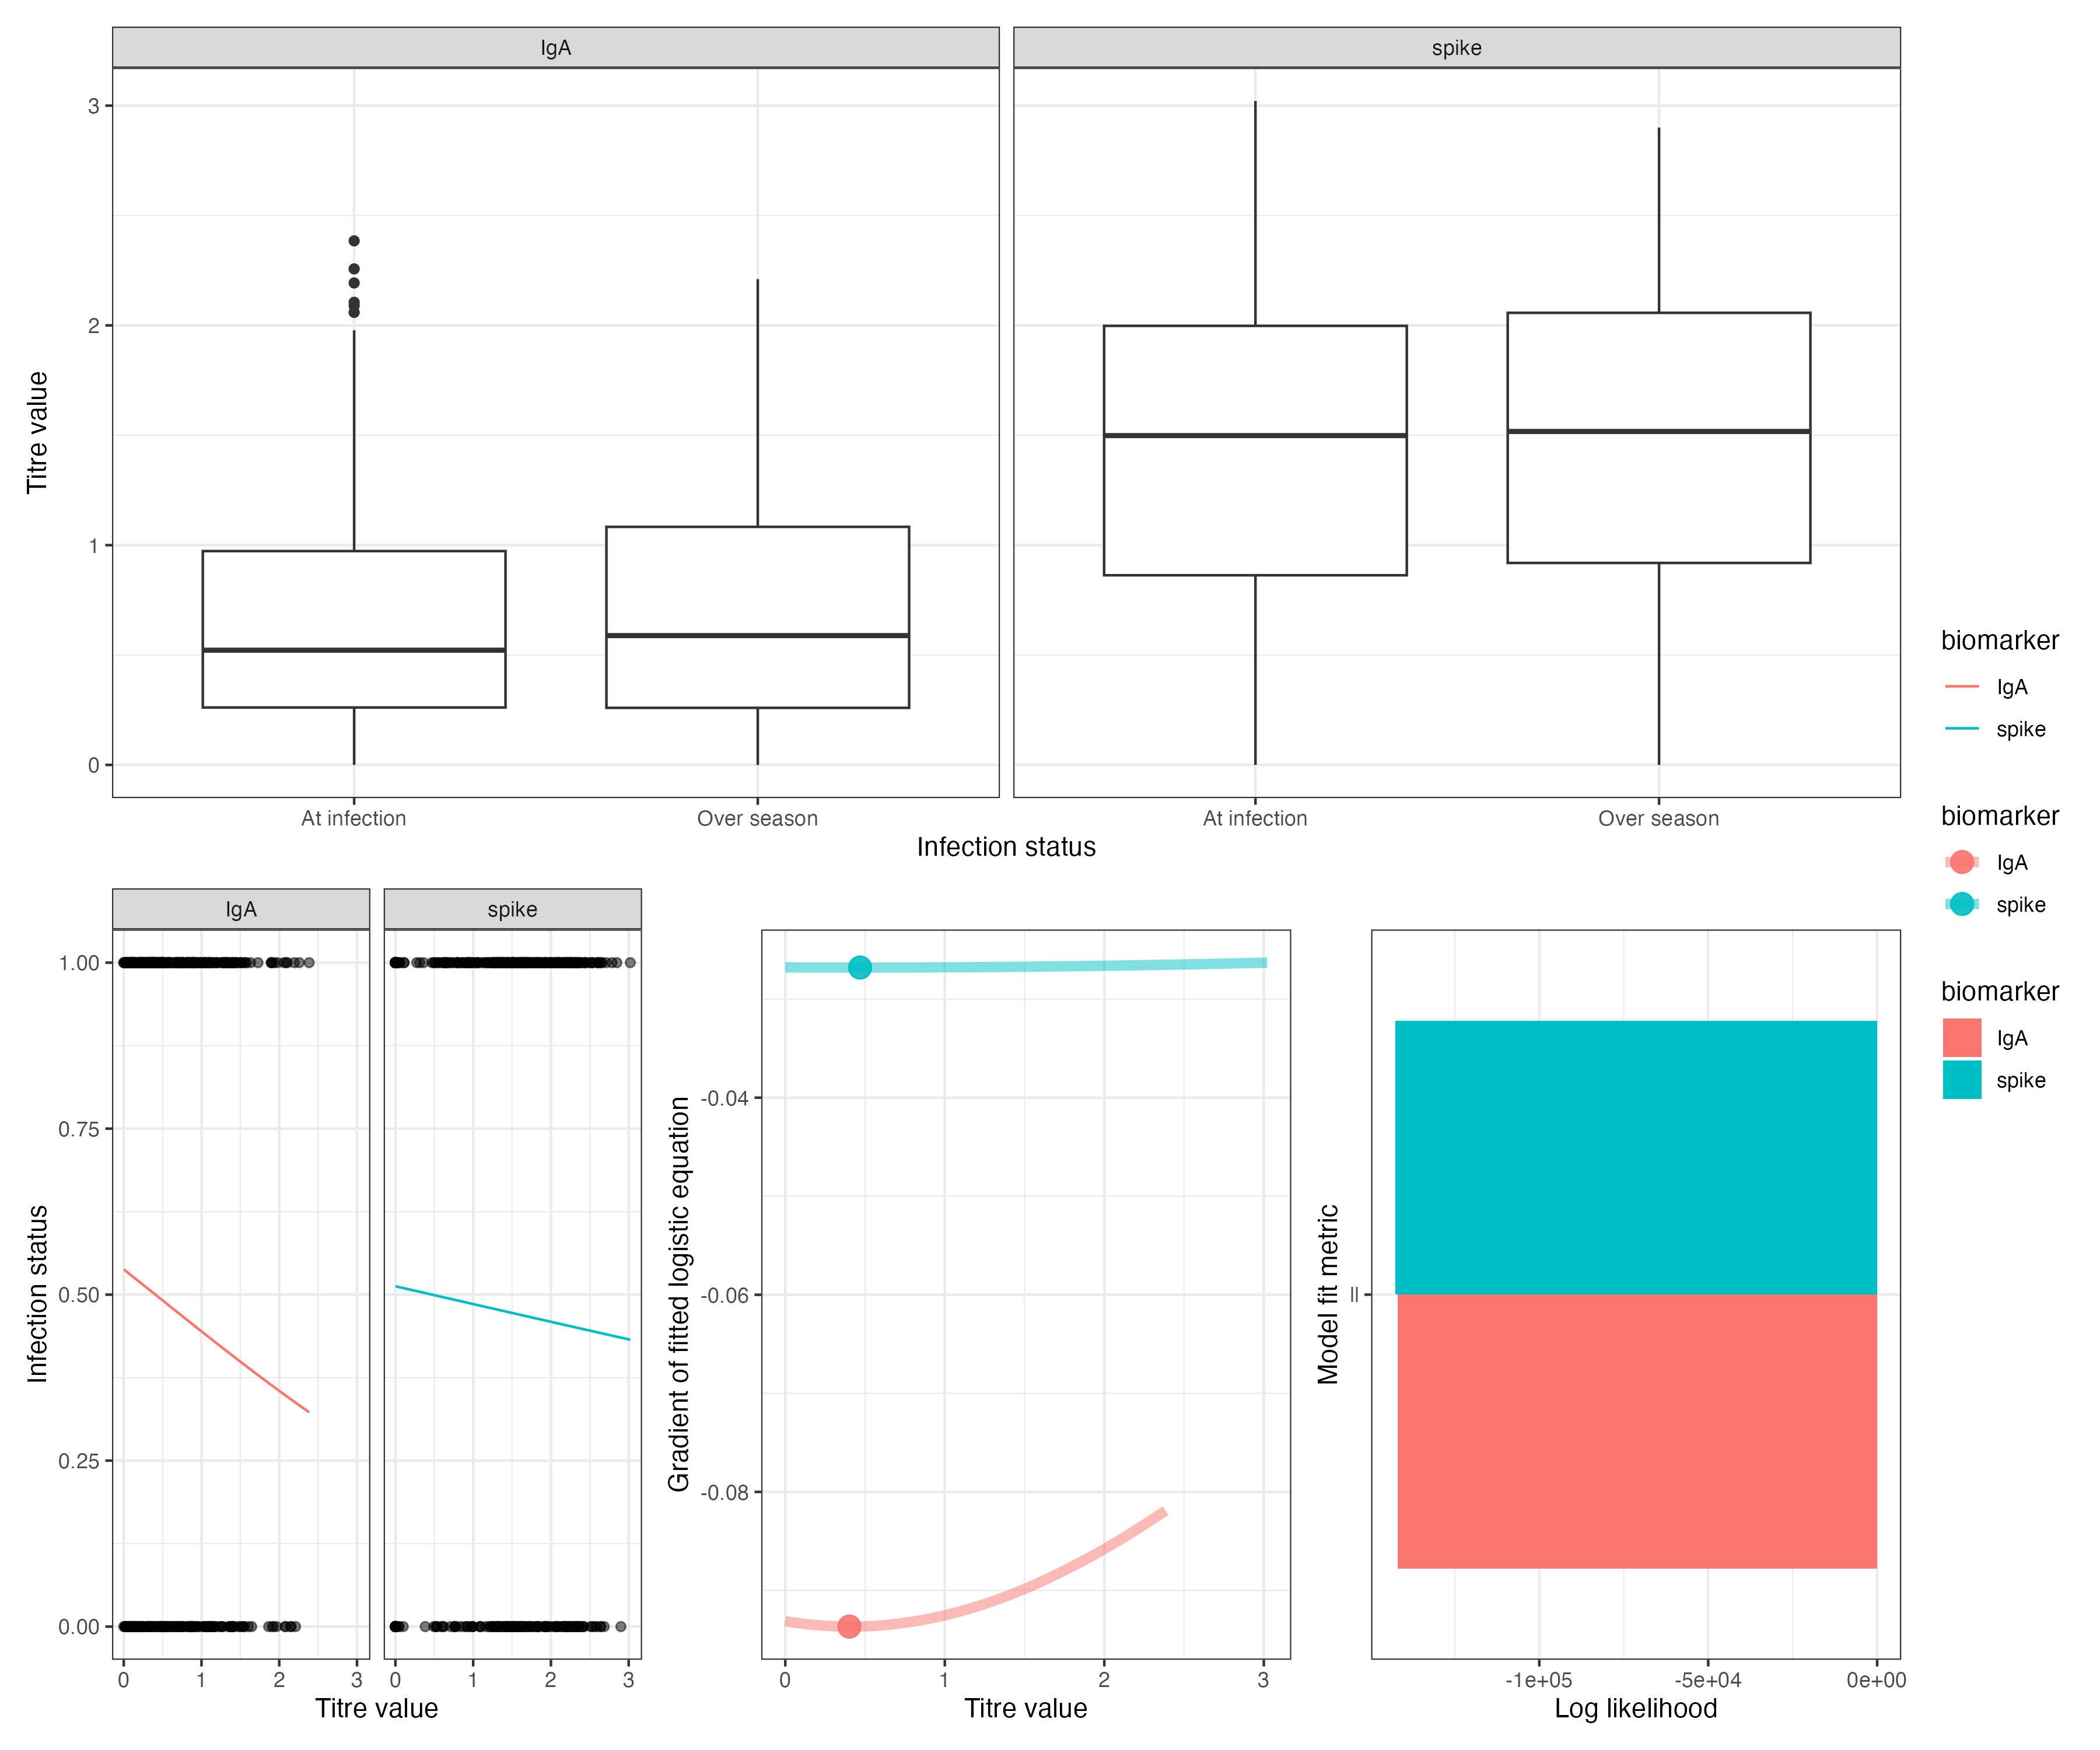 IgA
spike
Titre value
3
2
1
0
At infection
Over season
At infection
Over season
Infection status
biomarker
IgA
spike
biomarker
IgA
spike
biomarker
IgA
spike
IgA
spike
Infection status
1.00
0.75
0.50
0.25
0.00
0
1
2
3
0
1
2
3
Titre value
Gradient of fitted logistic equation
-0.04
-0.06
-0.08
0
1
2
3
Titre value
Model fit metric
ll
-1e+05
-5e+04
0e+00
Log likelihood